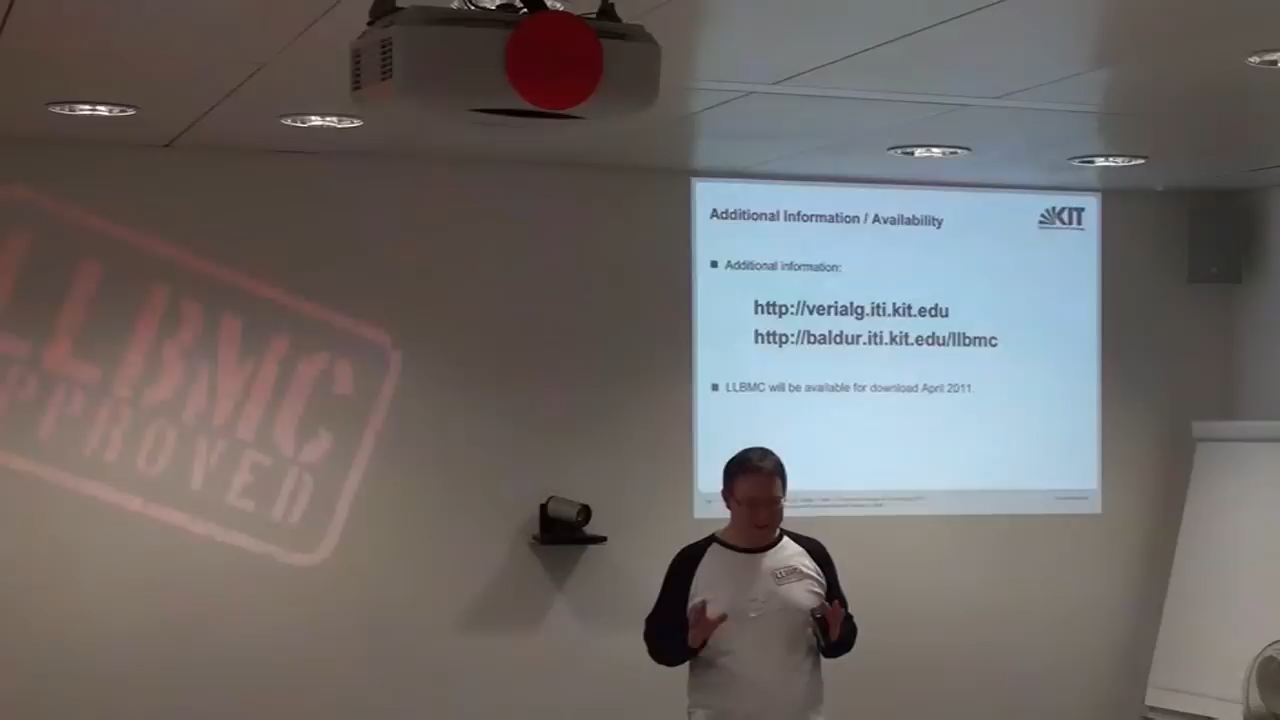 LLBMC
APPROVED
Additional Information / Availability
KIT
Additional information:
http://verialg.iti.kit.edu
http://baldur.iti.kit.edu/llbmc
LLBMC will be available for download April 2011.
LLBMC